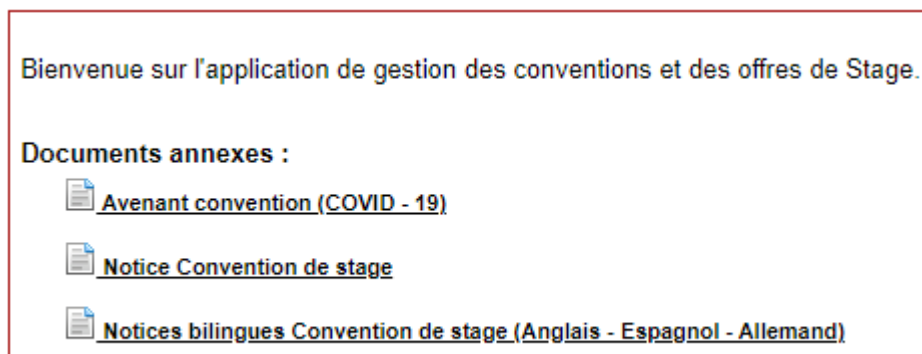 Bienvenue sur l'application de gestion des conventions et des offres de Stage.
Documents annexes :
Avenant convention (COVID - 19)
Notice Convention de stage
Notices bilingues Convention de stage (Anglais - Espagnol - Allemand)